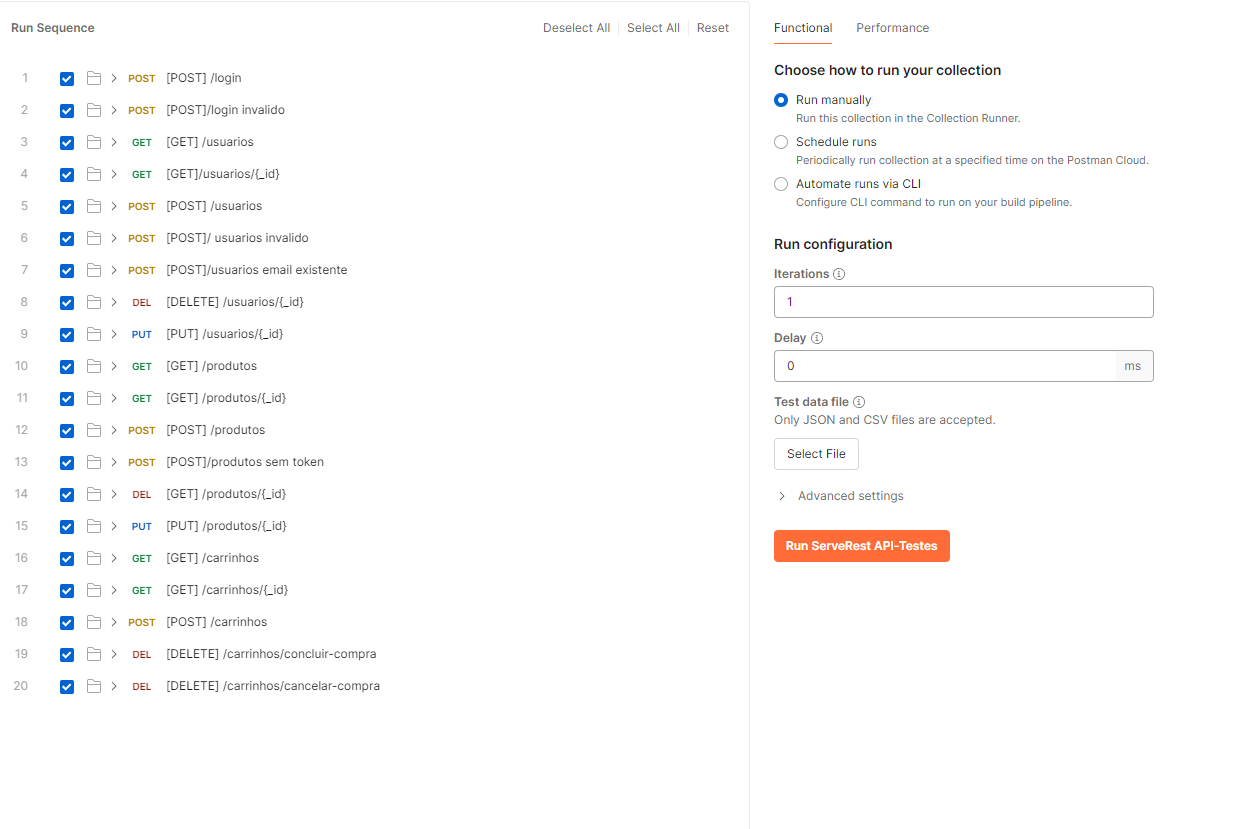 Run Sequence
Deselect All
Select All
Reset
1 POST [POST] /login
2 POST [POST]/login invalido
3 GET [GET] /usuarios
4 GET [GET]/usuarios/{_id}
5 POST [POST] /usuarios
6 POST [POST]/ usuarios invalido
7 POST [POST]/usuarios email existente
8 DEL [DELETE] /usuarios/{_id}
9 PUT [PUT] /usuarios/{_id}
10 GET [GET] /produtos
11 GET [GET] /produtos/{_id}
12 POST [POST] /produtos
13 POST [POST]/produtos sem token
14 DEL [GET] /produtos/{_id}
15 PUT [PUT] /produtos/{_id}
16 GET [GET] /carrinhos
17 GET [GET] /carrinhos/{_id}
18 POST [POST] /carrinhos
19 DEL [DELETE] /carrinhos/concluir-compra
20 DEL [DELETE] /carrinhos/cancelar-compra
Functional
Performance
Choose how to run your collection
Run manually
Run this collection in the Collection Runner.
Schedule runs
Periodically run collection at a specified time on the Postman Cloud.
Automate runs via CLI
Configure CLI command to run on your build pipeline.
Run configuration
Iterations
1
Delay
0 ms
Test data file
Only JSON and CSV files are accepted.
Select File
Advanced settings
Run ServeRest API-Testes